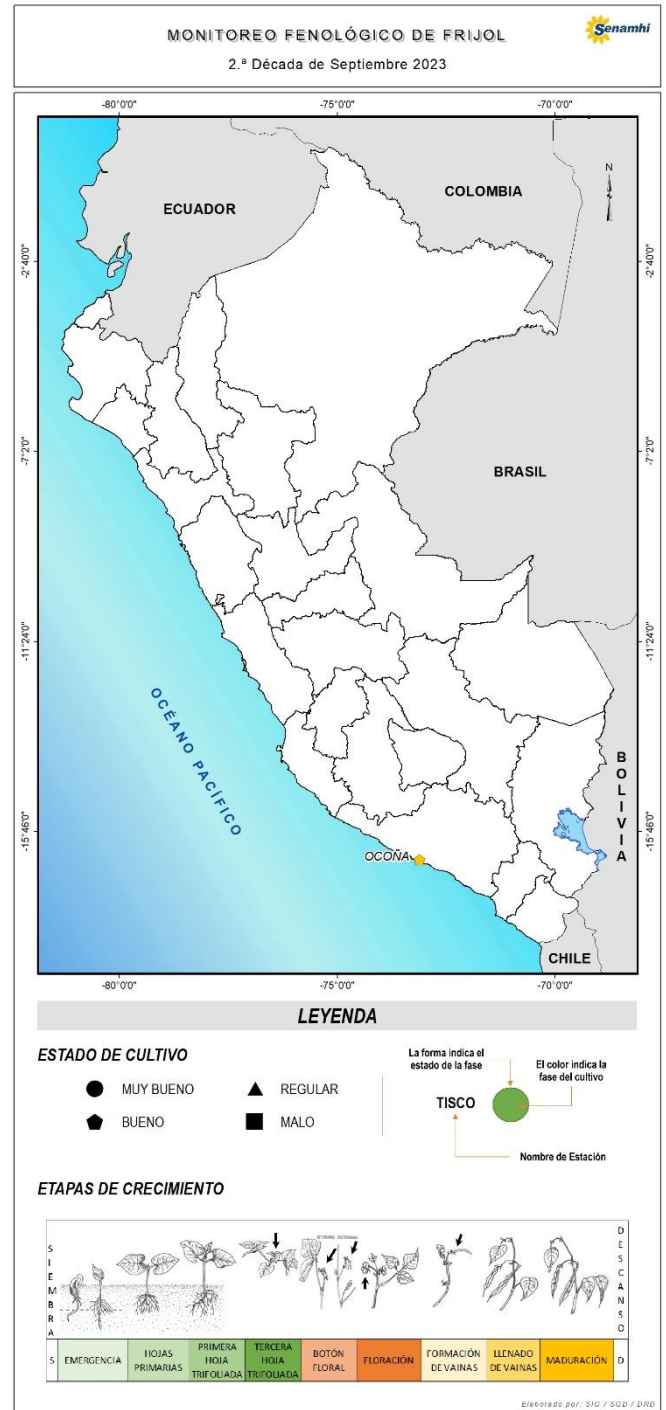 MONITOREO FENOLÓGICO DE FRIJOL
Senamhi
2.ª Década de Septiembre 2023
-80°0'0" -75°0'0" -70°0'0"
N
COLOMBIA
ECUADOR
-2°40 -2°40
-7°2'0 -7°2'0
BRASIL
-11°24'0 -11°24'0
OCÉANO PACÍFICO
BOLIVIA
-15°46'0 -15°46'0
OCOÑA
CHILE
-80°0'0" -75°0'0" -70°0'0"
LEYENDA
ESTADO DE CULTIVO
MUY BUENO
REGULAR
BUENO
MALO
La forma indica el
estado de la fase
El color indica la
fase del cultivo
TISCO
Nombre de Estación
ETAPAS DE CRECIMIENTO
SIEMBRA
DESCANSO
S
EMERGENCIA
HOJAS
PRIMARIAS
PRIMERA
HOJA
TRIFOLIADA
TERCERA
HOJA
TRIFOLIADA
BOTÓN
FLORAL
FLORACIÓN
FORMACIÓN
DE VAINAS
LLENADO
DE VAINAS
MADURACIÓN
D
Elaborado por: SIG / SGD / DRD